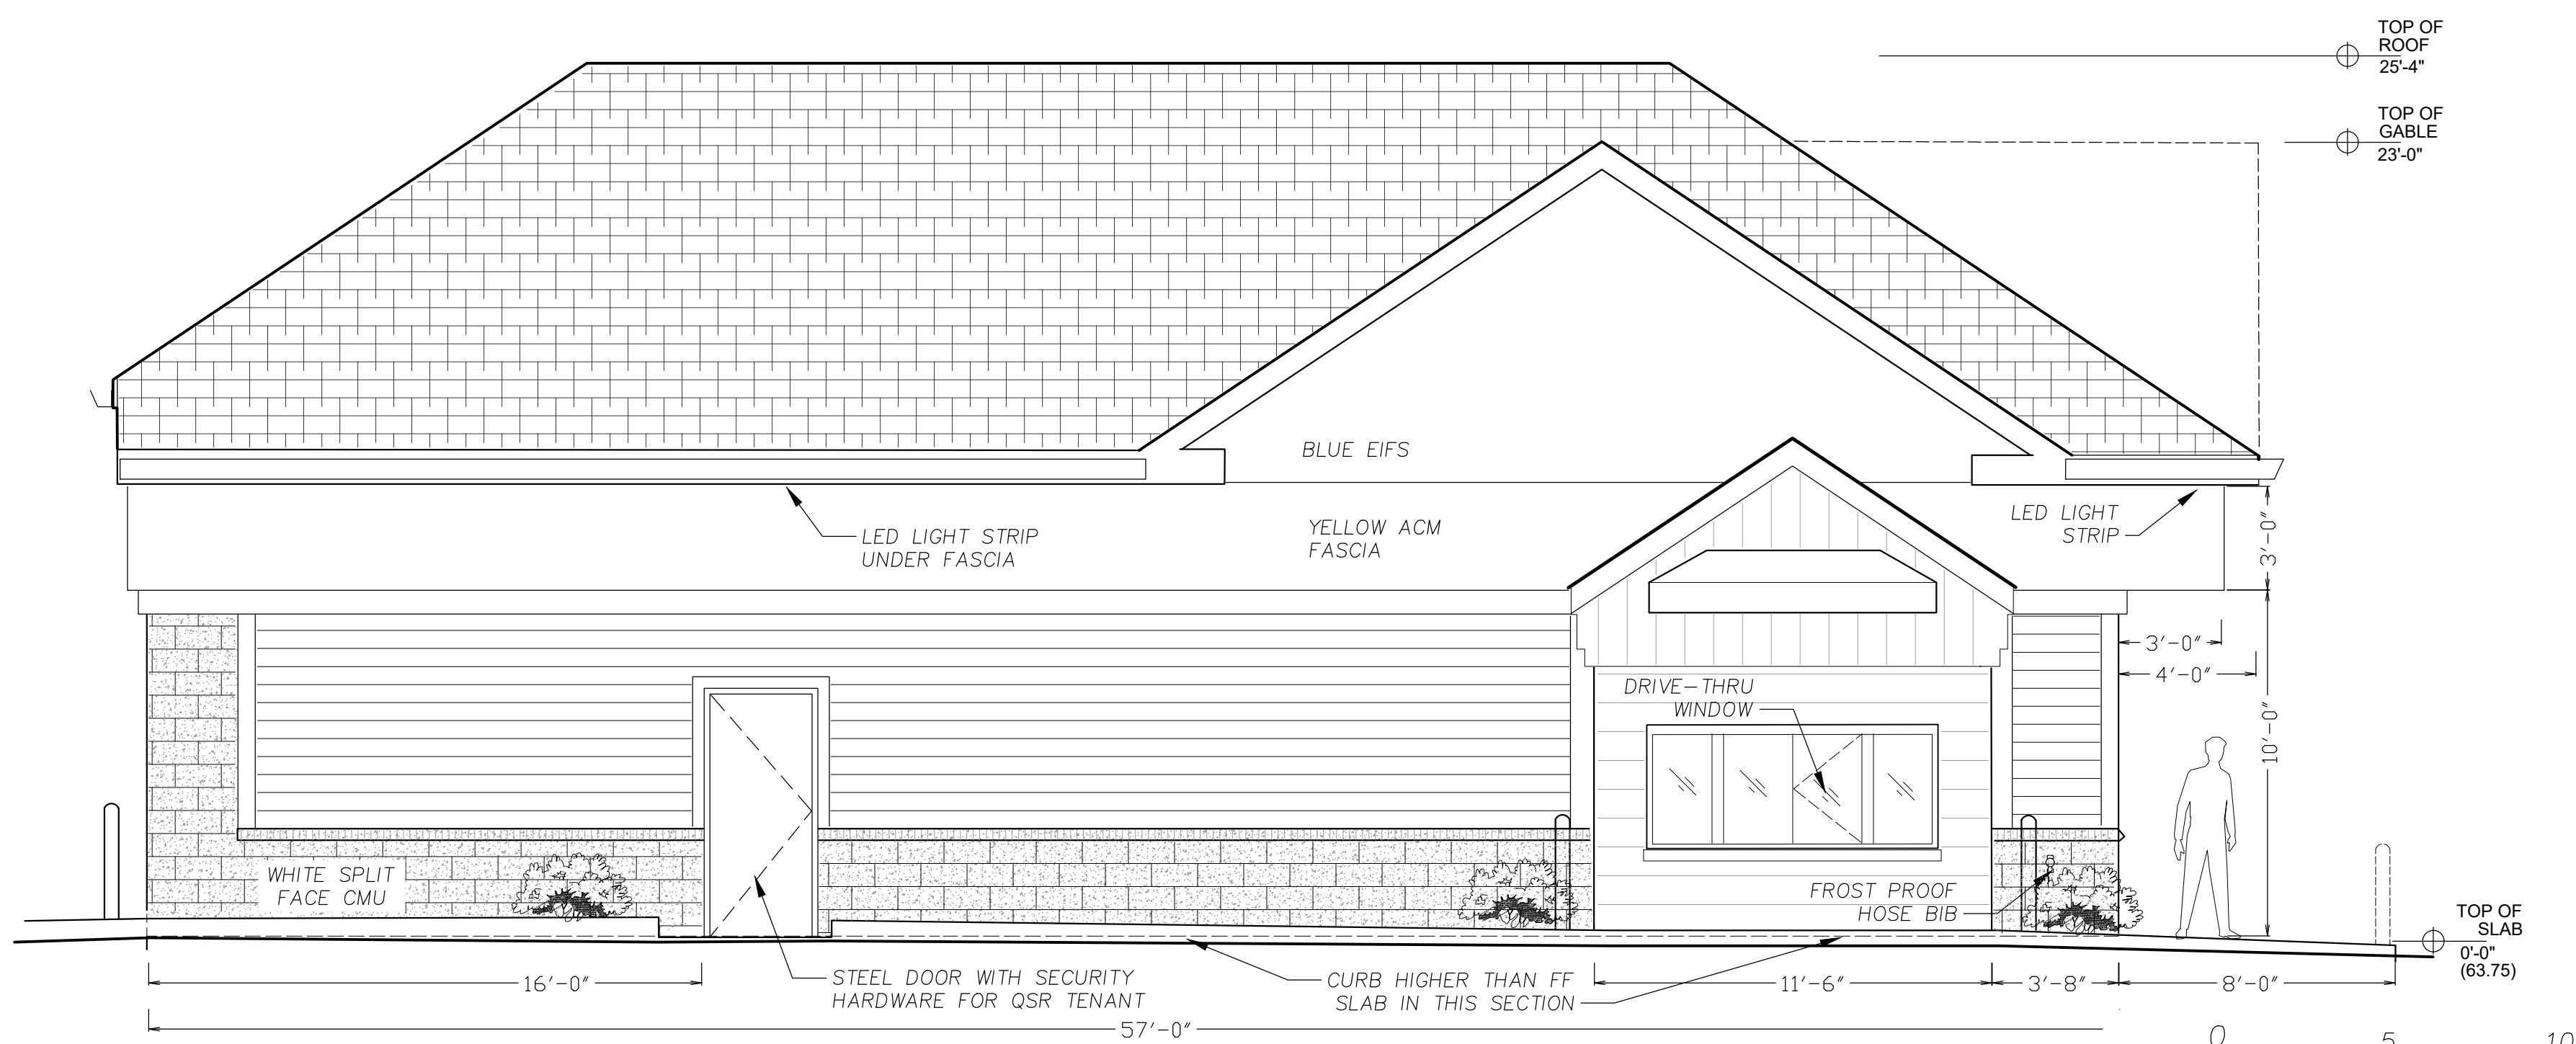 TOP OF
ROOF
25'-4"
TOP OF
GABLE
23'-0"
BLUE EIFS
LED LIGHT STRIP
UNDER FASCIA
YELLOW ACM
FASCIA
LED LIGHT
STRIP
3'-0"
3'-0"
4'-0"
10'-0"
DRIVE-THRU
WINDOW
WHITE SPLIT
FACE CMU
FROST PROOF
HOSE BIB
TOP OF
SLAB
0'-0"
(63.75)
STEEL DOOR WITH SECURITY
HARDWARE FOR QSR TENANT
CURB HIGHER THAN FF
SLAB IN THIS SECTION
16'-0"
11'-6"
3'-8"
8'-0"
57'-0"
0 5 10